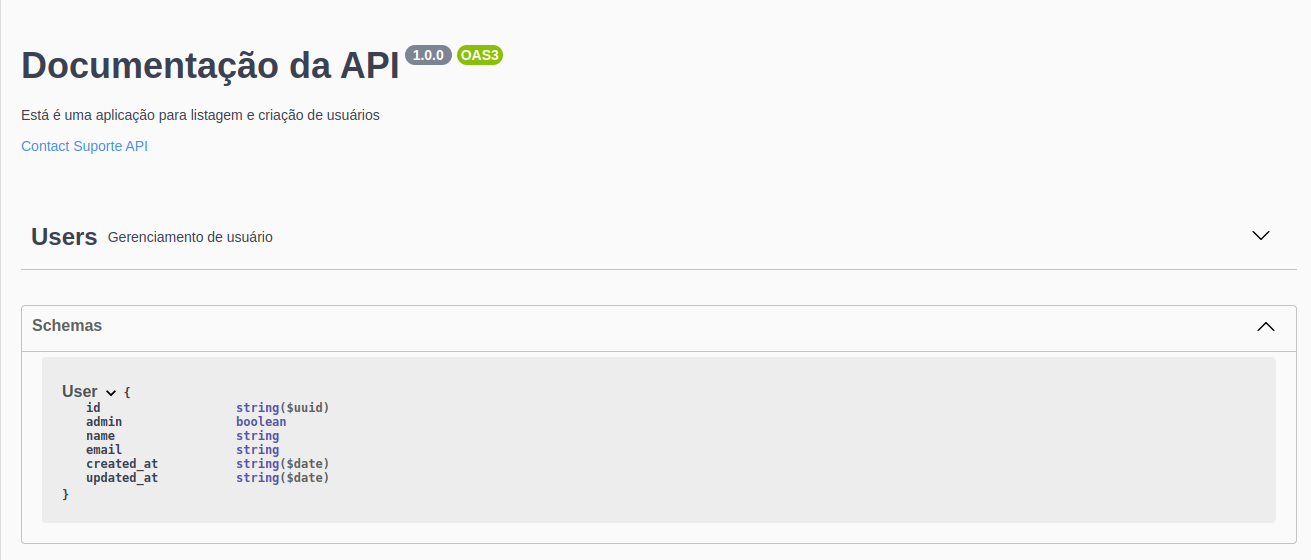 Documentação da API 1.0.0 OAS3
Está é uma aplicação para listagem e criação de usuários
Contact Suporte API
Users Gerenciamento de usuário
Schemas
User {
id string($uuid)
admin boolean
name string
email string
created_at string($date)
updated_at string($date)
}